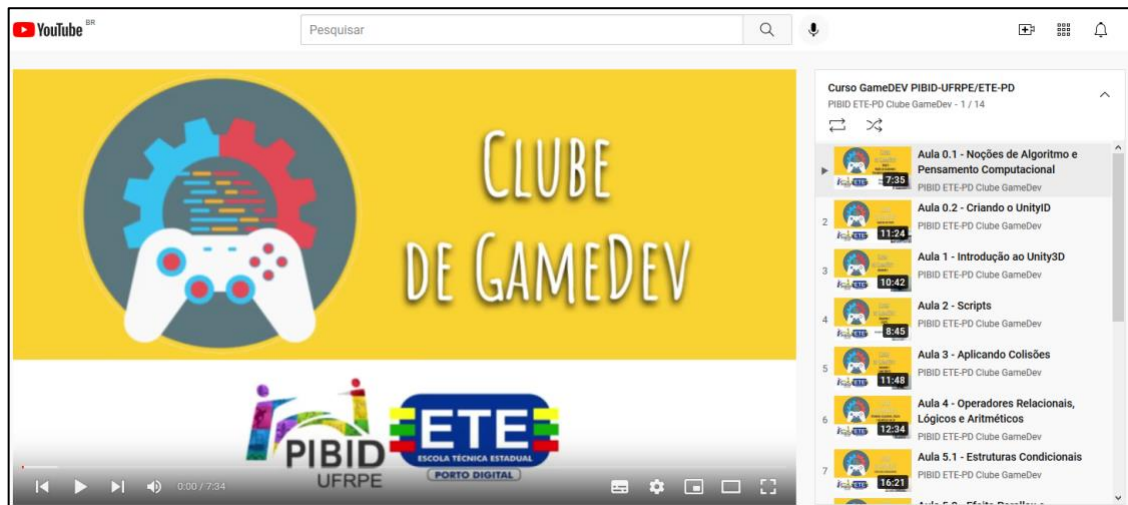 YouTube BR
Pesquisar
CLUBE
DE GAMEDEV
PIBID
UFRPE
ETE
ESCOLA TÉCNICA ESTADUAL
PORTO DIGITAL
0:00 / 7:34
Curso GameDEV PIBID-UFRPE/ETE-PD
PIBID ETE-PD Clube GameDev - 1 / 14
Aula 0.1 - Noções de Algoritmo e
Pensamento Computacional
PIBID ETE-PD Clube GameDev
7:35
2
Aula 0.2 - Criando o UnityID
PIBID ETE-PD Clube GameDev
11:24
3
Aula 1 - Introdução ao Unity3D
PIBID ETE-PD Clube GameDev
10:42
4
Aula 2 - Scripts
PIBID ETE-PD Clube GameDev
8:45
5
Aula 3 - Aplicando Colisões
PIBID ETE-PD Clube GameDev
11:48
6
Aula 4 - Operadores Relacionais,
Lógicos e Aritméticos
PIBID ETE-PD Clube GameDev
12:34
7
Aula 5.1 - Estruturas Condicionais
PIBID ETE-PD Clube GameDev
16:21